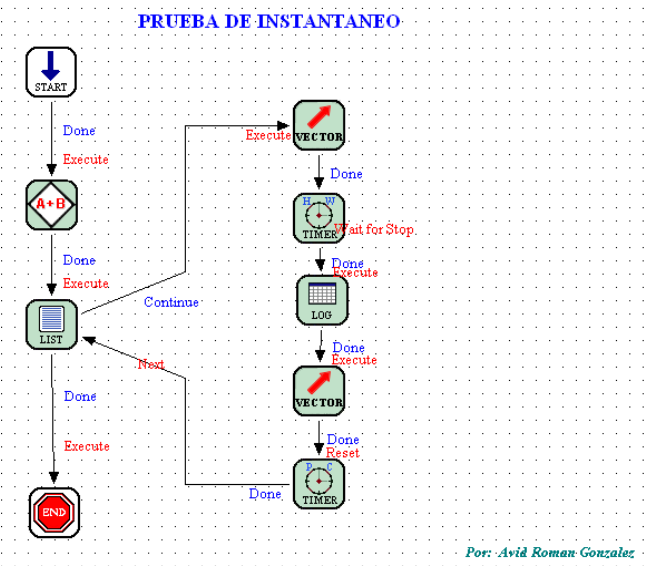 PRUEBA DE INSTANTANEO
START
Done
Execute
A+B
Done
Execute
LIST
Continue
Done
Execute
END
Execute
VECTOR
Done
H W
TIMER
Wait for Stop
Done
Execute
LOG
Done
Execute
VECTOR
Done
Reset
P C
TIMER
Done
Next
Por: Avid Roman Gonzalez